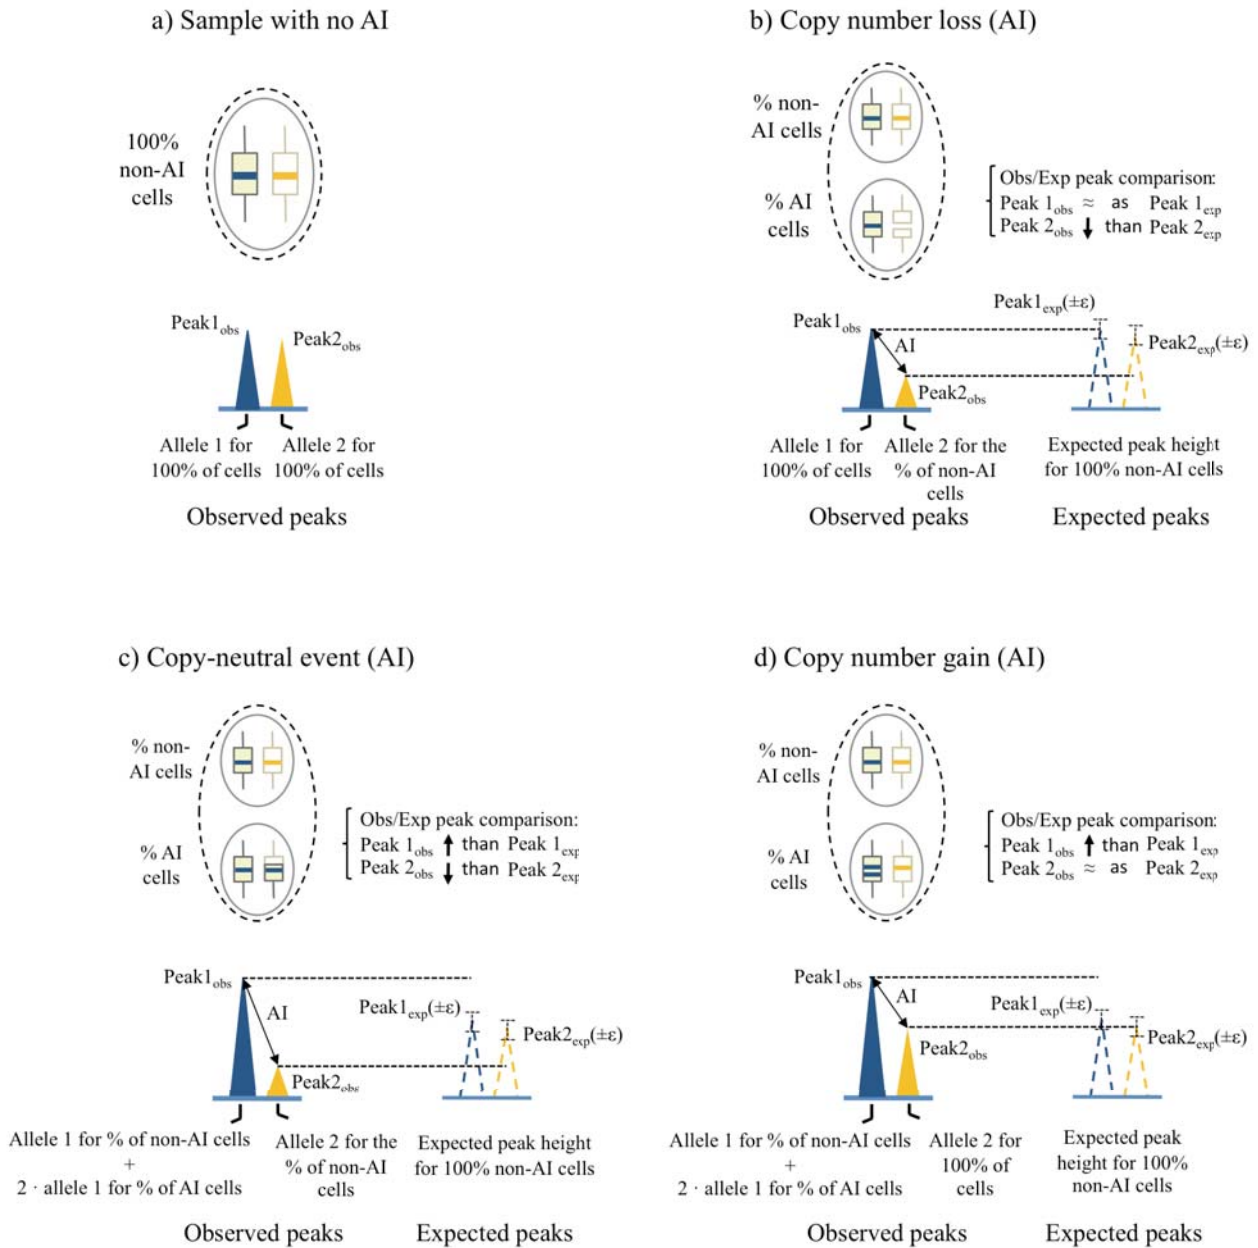 a) Sample with no AI
100%
non-AI
cells
Peak1obs
Peak2obs
Allele 1 for
100% of cells
Allele 2 for
100% of cells
Observed peaks
b) Copy number loss (AI)
% non-
AI cells
% AI
cells
Obs/Exp peak comparison:
Peak 1obs ≈ as Peak 1exp
Peak 2obs ↓ than Peak 2exp
Peak1obs
AI
Peak2obs
Peak1exp(±ε)
Peak2exp(±ε)
Allele 1 for
100% of cells
Allele 2 for the
% of non-AI
cells
Expected peak height
for 100% non-AI cells
Observed peaks
Expected peaks
c) Copy-neutral event (AI)
% non-
AI cells
% AI
cells
Obs/Exp peak comparison:
Peak 1obs ↑ than Peak 1exp
Peak 2obs ↓ than Peak 2exp
Peak1obs
AI
Peak2obs
Peak1exp(±ε)
Peak2exp(±ε)
Allele 1 for % of non-AI cells
+
2 · allele 1 for % of AI cells
Allele 2 for the
% of non-AI
cells
Expected peak height
for 100% non-AI cells
Observed peaks
Expected peaks
d) Copy number gain (AI)
% non-
AI cells
% AI
cells
Obs/Exp peak comparison:
Peak 1obs ↑ than Peak 1exp
Peak 2obs ≈ as Peak 2exp
Peak1obs
AI
Peak2obs
Peak1exp(±ε)
Peak2exp(±ε)
Allele 1 for % of non-AI cells
+
2 · allele 1 for % of AI cells
Allele 2 for
100% of
cells
Expected peak
height for 100%
non-AI cells
Observed peaks
Expected peaks